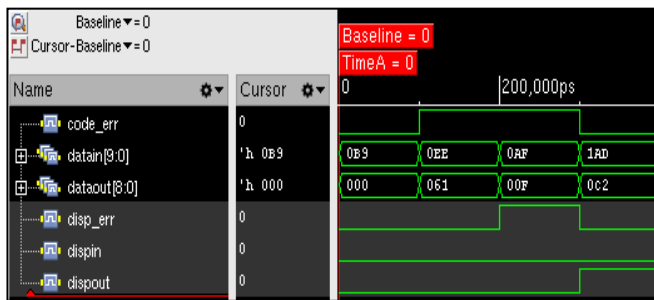 Baseline▼= 0
Cursor-Baseline▼= 0
Baseline = 0
TimeA = 0
Name Cursor 0 200,000ps
code_err 0
datain[9:0] 'h 0B9 0B9 0EE 0AF 1AD
dataout[8:0] 'h 000 000 061 00F 0C2
disp_err 0
dispin 0
dispout 0